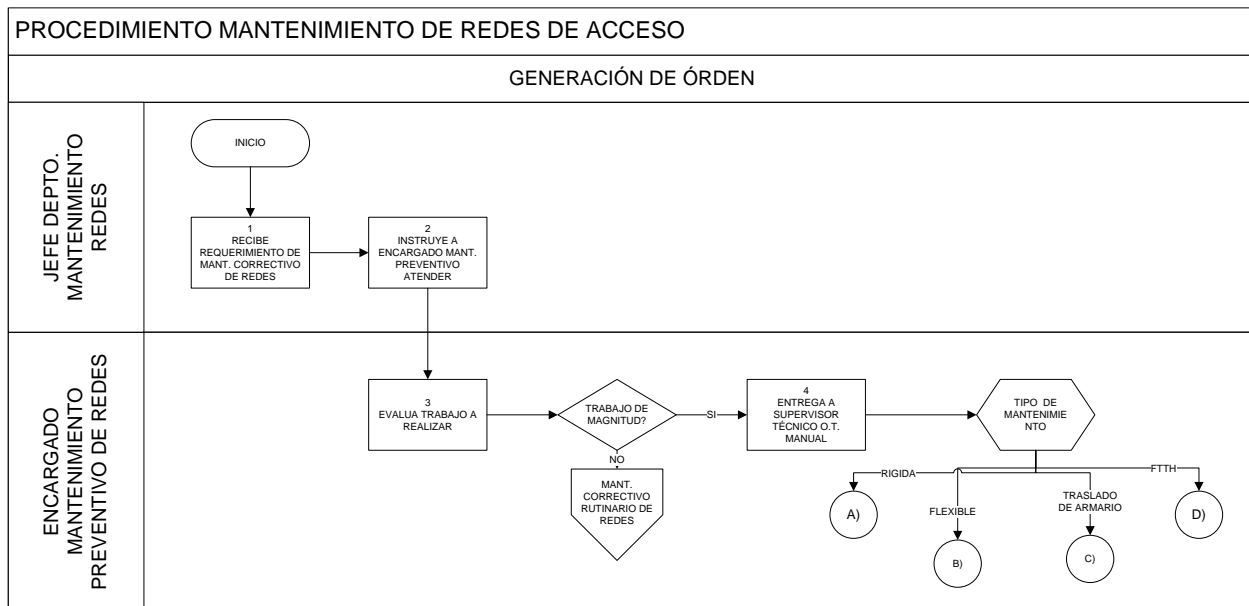 PROCEDIMIENTO MANTENIMIENTO DE REDES DE ACCESO
GENERACIÓN DE ÓRDEN
JEFE DEPTO.
MANTENIMIENTO
REDES
INICIO
1
RECIBE
REQUERIMIENTO DE
MANT. CORRECTIVO
DE REDES
2
INSTRUYE A
ENCARGADO MANT.
PREVENTIVO
ATENDER
ENCARGADO
MANTENIMIENTO
PREVENTIVO DE REDES
3
EVALUA TRABAJO A
REALIZAR
TRABAJO DE
MAGNITUD?
SI
NO
MANT.
CORRECTIVO
RUTINARIO DE
REDES
4
ENTREGA A
SUPERVISOR
TÉCNICO O.T.
MANUAL
TIPO DE
MANTENIMIE
NTO
RIGIDA
A)
FLEXIBLE
B)
TRASLADO
DE ARMARIO
C)
FTTH
D)